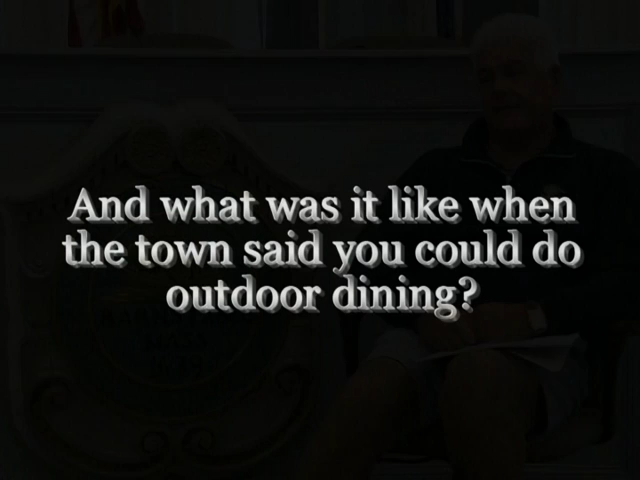 And what was it like when
the town said you could do
outdoor dining?